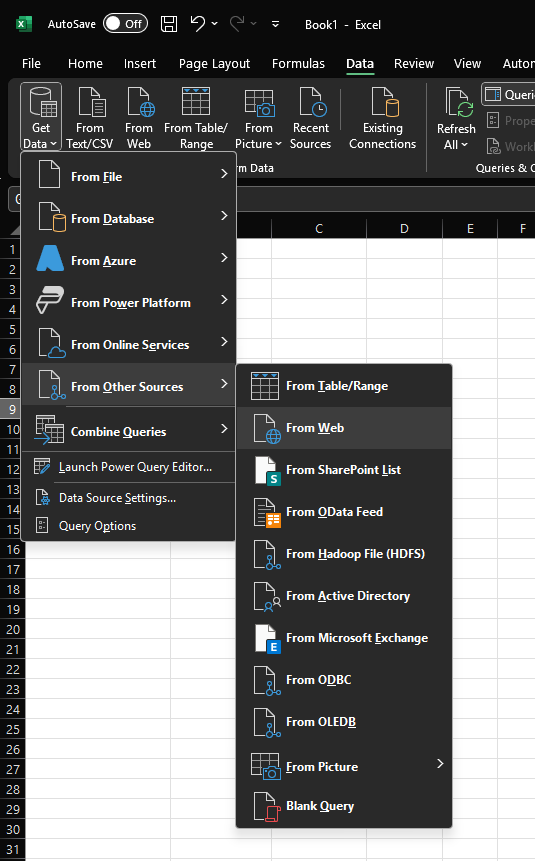 AutoSave Off Book1 - Excel
File Home Insert Page Layout Formulas Data Review View
Get Data
From Text/CSV
From Web
From Table/Range
From Picture
Recent Sources
Existing Connections
Refresh All
From File
From Database
From Azure
From Power Platform
From Online Services
From Other Sources
Combine Queries
Launch Power Query Editor...
Data Source Settings...
Query Options
C D E F
From Table/Range
From Web
From SharePoint List
From OData Feed
From Hadoop File (HDFS)
From Active Directory
From Microsoft Exchange
From ODBC
From OLEDB
From Picture
Blank Query
1
2
3
4
5
6
7
8
9
10
11
12
13
14
15
16
17
18
19
20
21
22
23
24
25
26
27
28
29
30
31